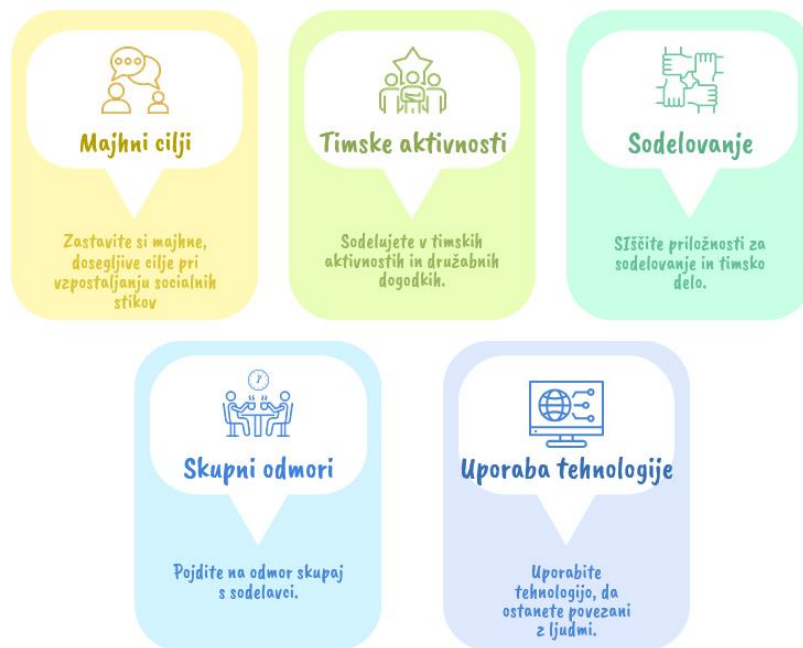 Majhni cilji
Zastavite si majhne,
dosegljive cilje pri
vzpostaljanju socialnih
stikov
Timske aktivnosti
Sodelujete v timskih
aktivnostih in družabnih
dogodkih.
Sodelovanje
SIščite priložnosti za
sodelovanje in timsko
delo.
Skupni odmori
Pojdite na odmor skupaj
s sodelavci.
Uporaba tehnologije
Uporabite
tehnologijo, da
ostanete povezani
z ljudmi.